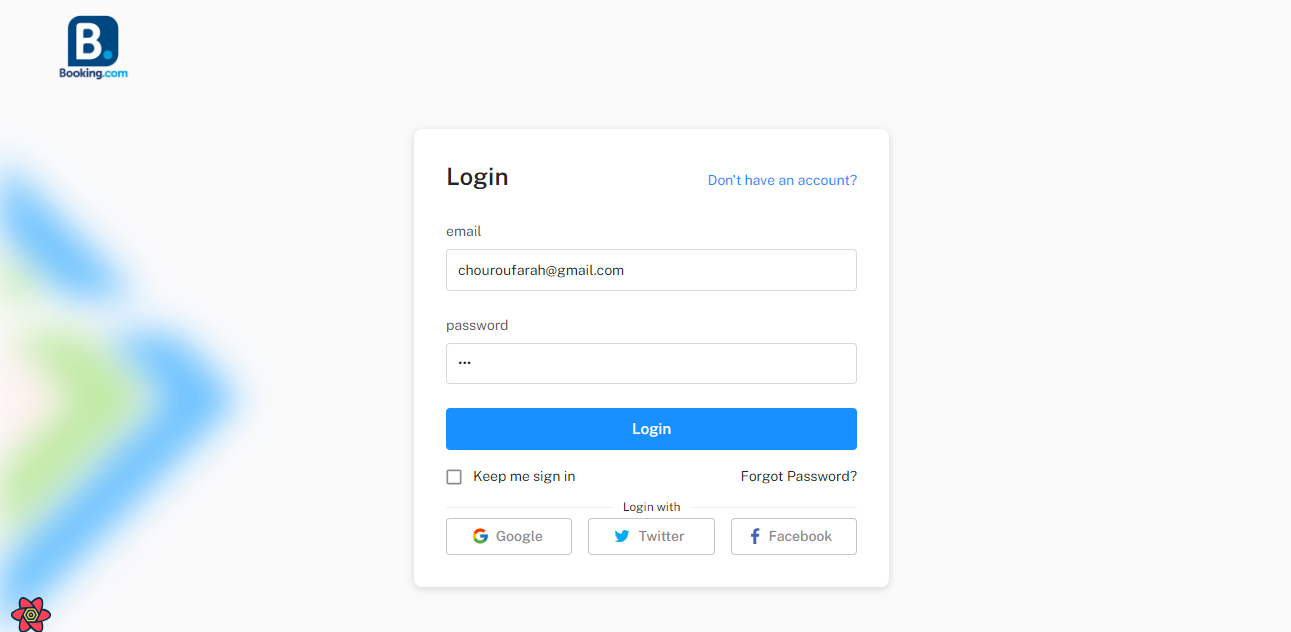 B.
Booking.com
Login
Don't have an account?
email
chouroufarah@gmail.com
password
•••
Login
Keep me sign in
Forgot Password?
Login with
Google
Twitter
Facebook